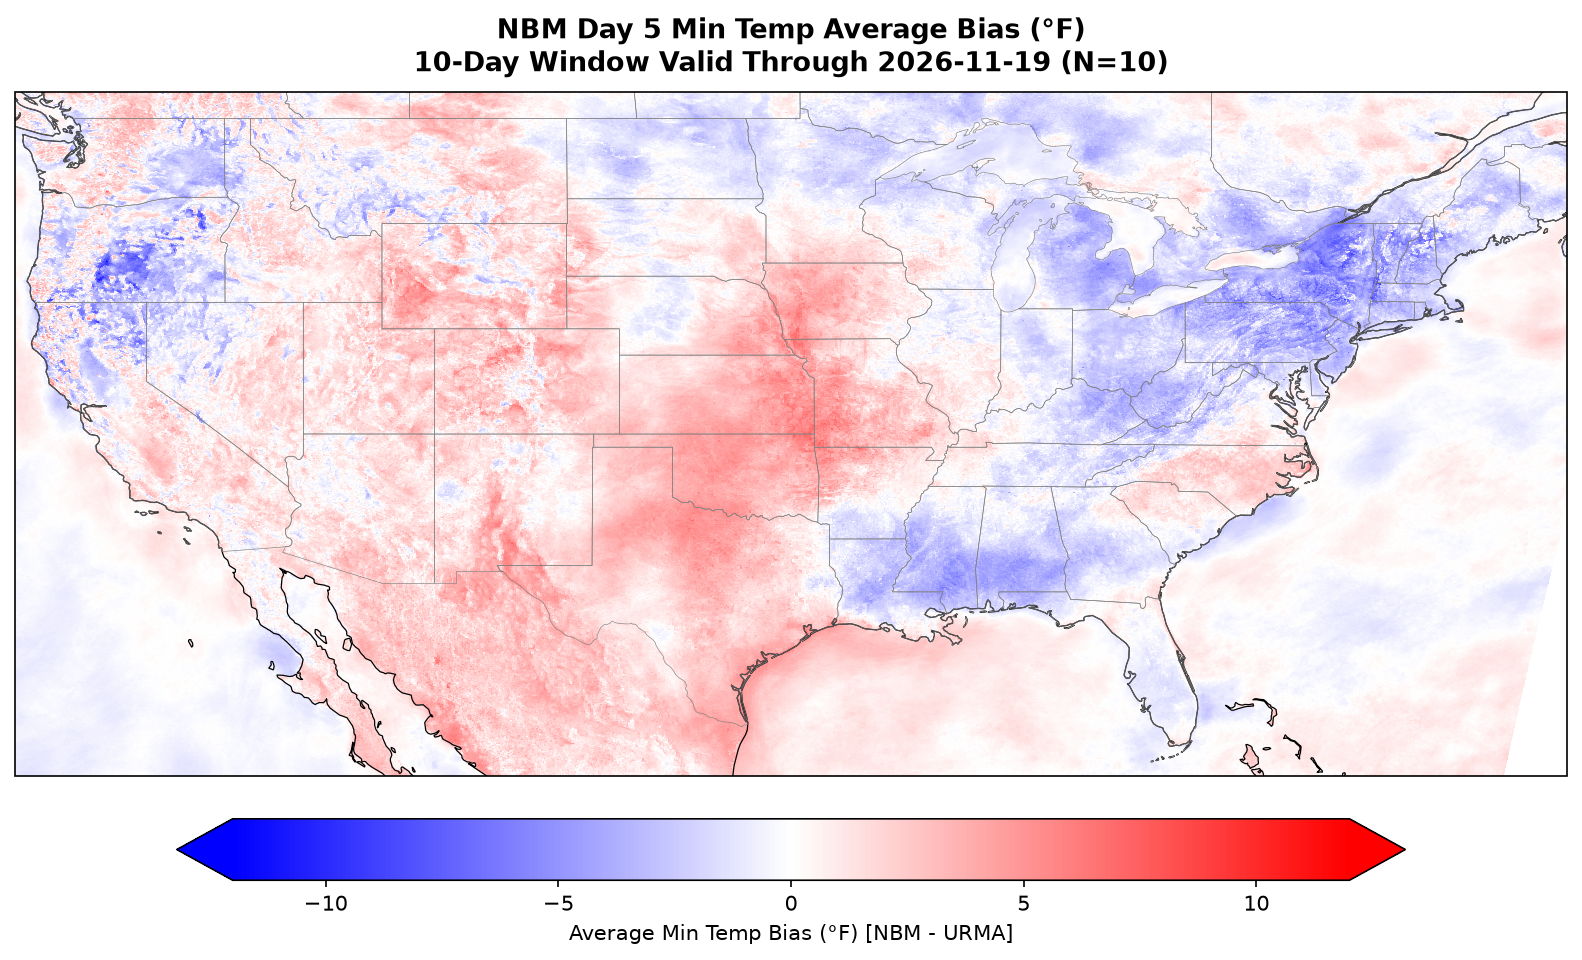 NBM Day 5 Min Temp Average Bias (°F)
10-Day Window Valid Through 2026-11-19 (N=10)
−10 −5 0 5 10
Average Min Temp Bias (°F) [NBM - URMA]